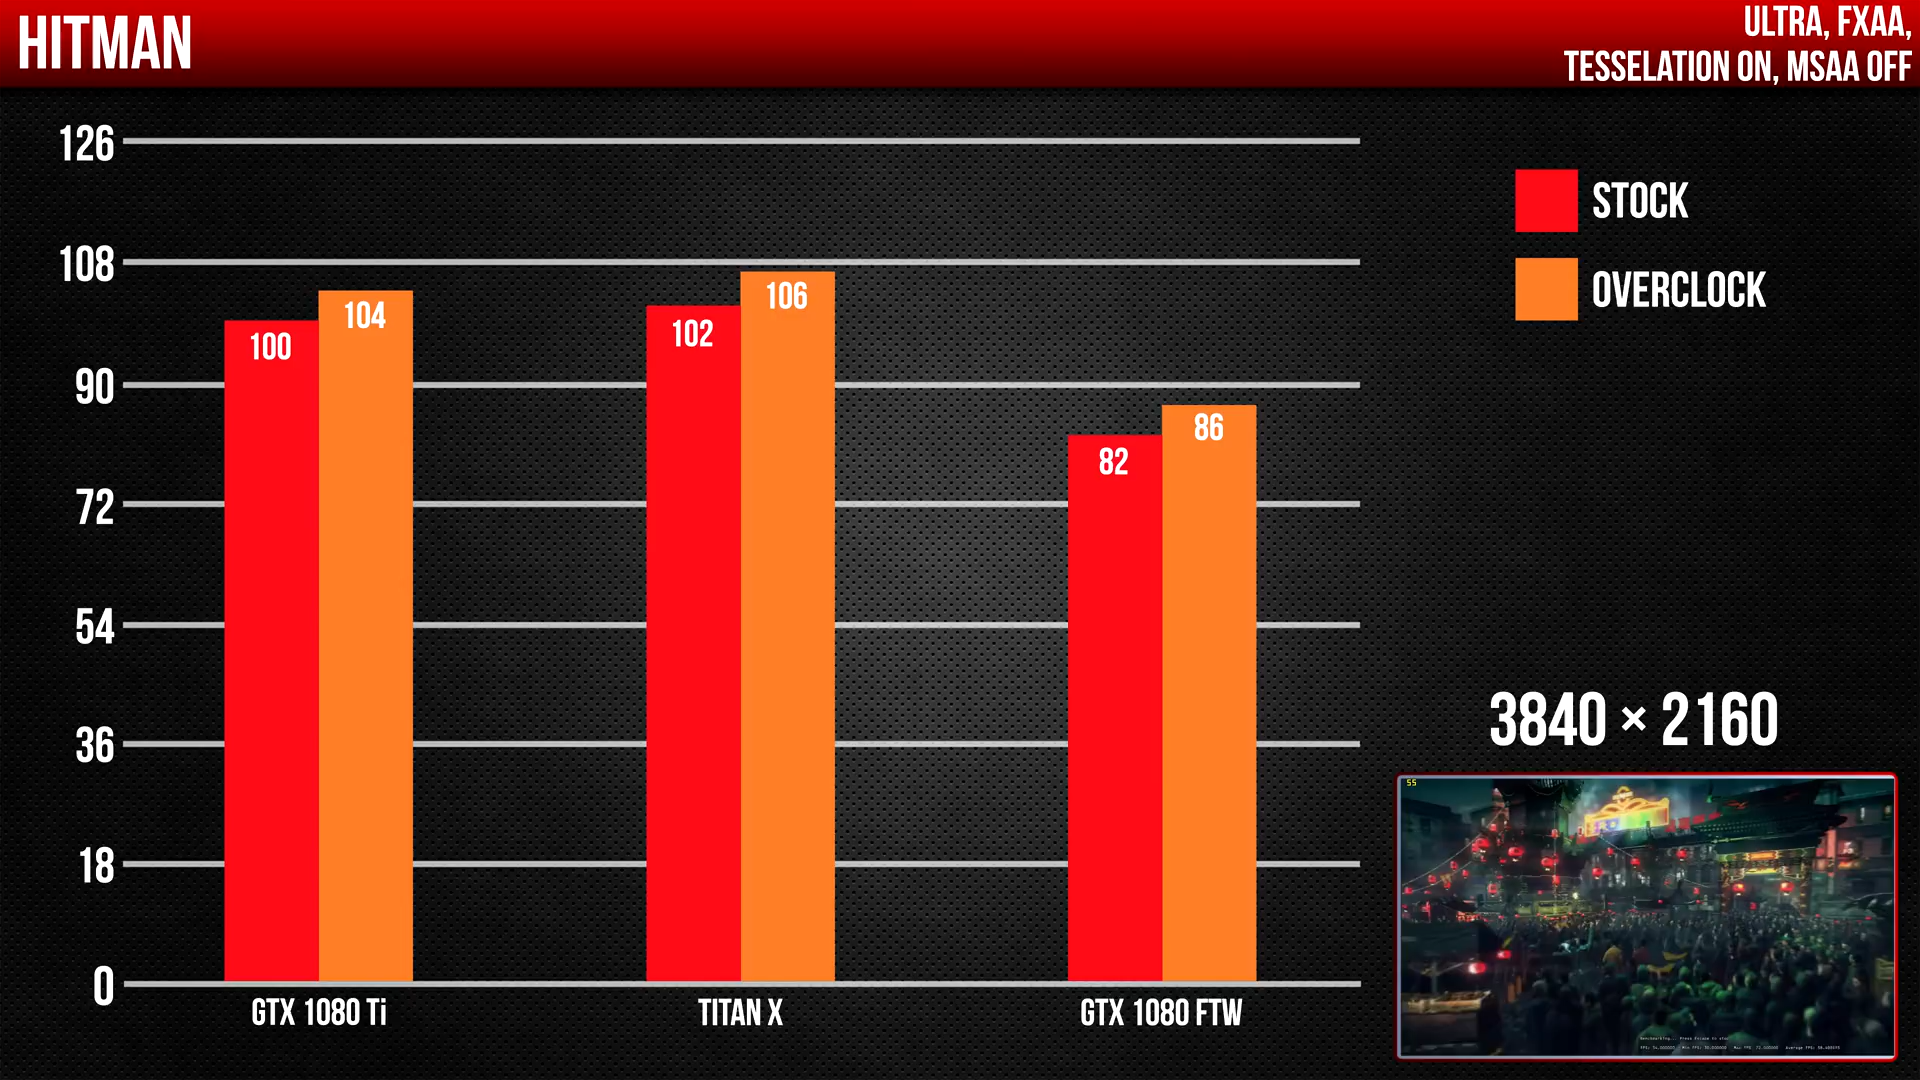 HITMAN
ULTRA, FXAA,
TESSELATION ON, MSAA OFF
126
108
90
72
54
36
18
0
100
104
102
106
82
86
GTX 1080 Ti
TITAN X
GTX 1080 FTW
STOCK
OVERCLOCK
3840 × 2160
55